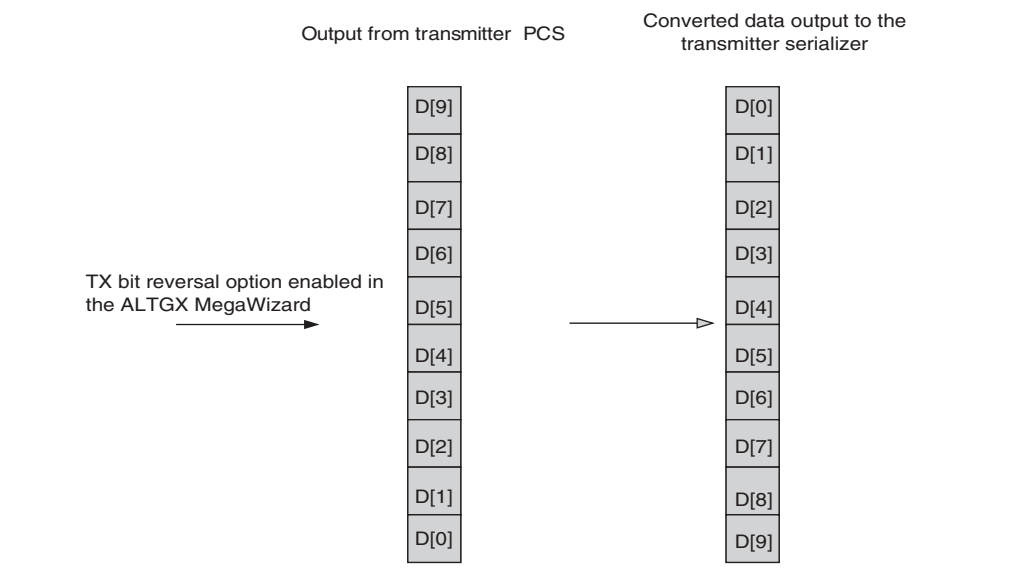 Output from transmitter PCS
Converted data output to the
transmitter serializer
TX bit reversal option enabled in
the ALTGX MegaWizard
D[9]
D[8]
D[7]
D[6]
D[5]
D[4]
D[3]
D[2]
D[1]
D[0]
D[0]
D[1]
D[2]
D[3]
D[4]
D[5]
D[6]
D[7]
D[8]
D[9]